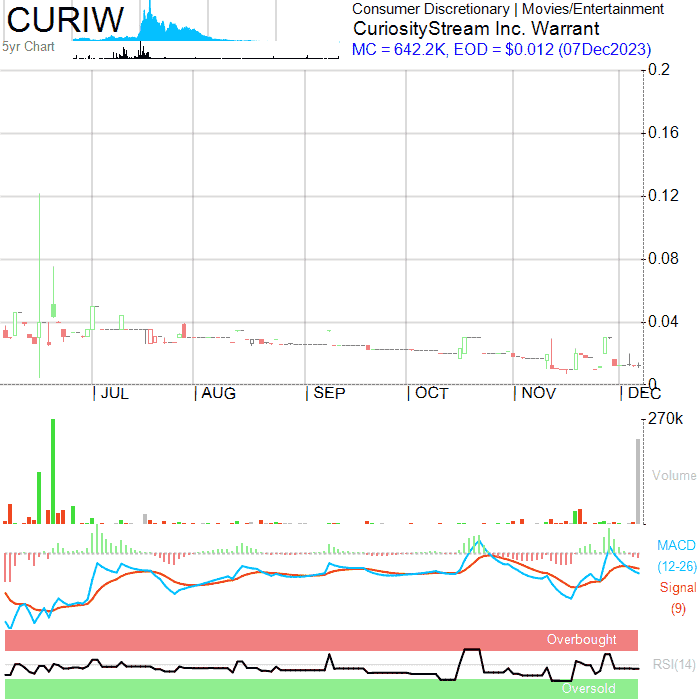 CURIW
5yr Chart
Consumer Discretionary | Movies/Entertainment
CuriosityStream Inc. Warrant
MC = 642.2K, EOD = $0.012 (07Dec2023)
0.2
0.16
0.12
0.08
0.04
0
JUL AUG SEP OCT NOV DEC
270k
Volume
MACD
(12-26)
Signal
(9)
Overbought
RSI(14)
Oversold